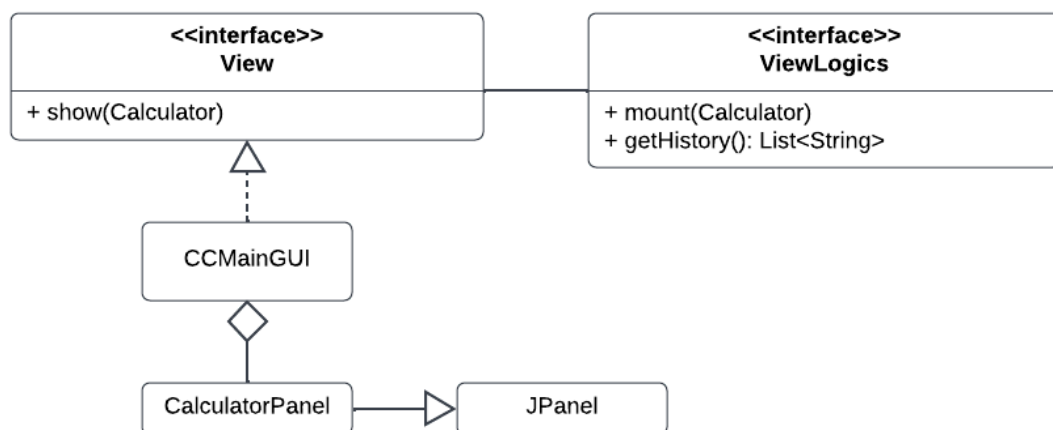 <<interface>>
View
+ show(Calculator)
<<interface>>
ViewLogics
+ mount(Calculator)
+ getHistory(): List<String>
CCMainGUI
CalculatorPanel
JPanel